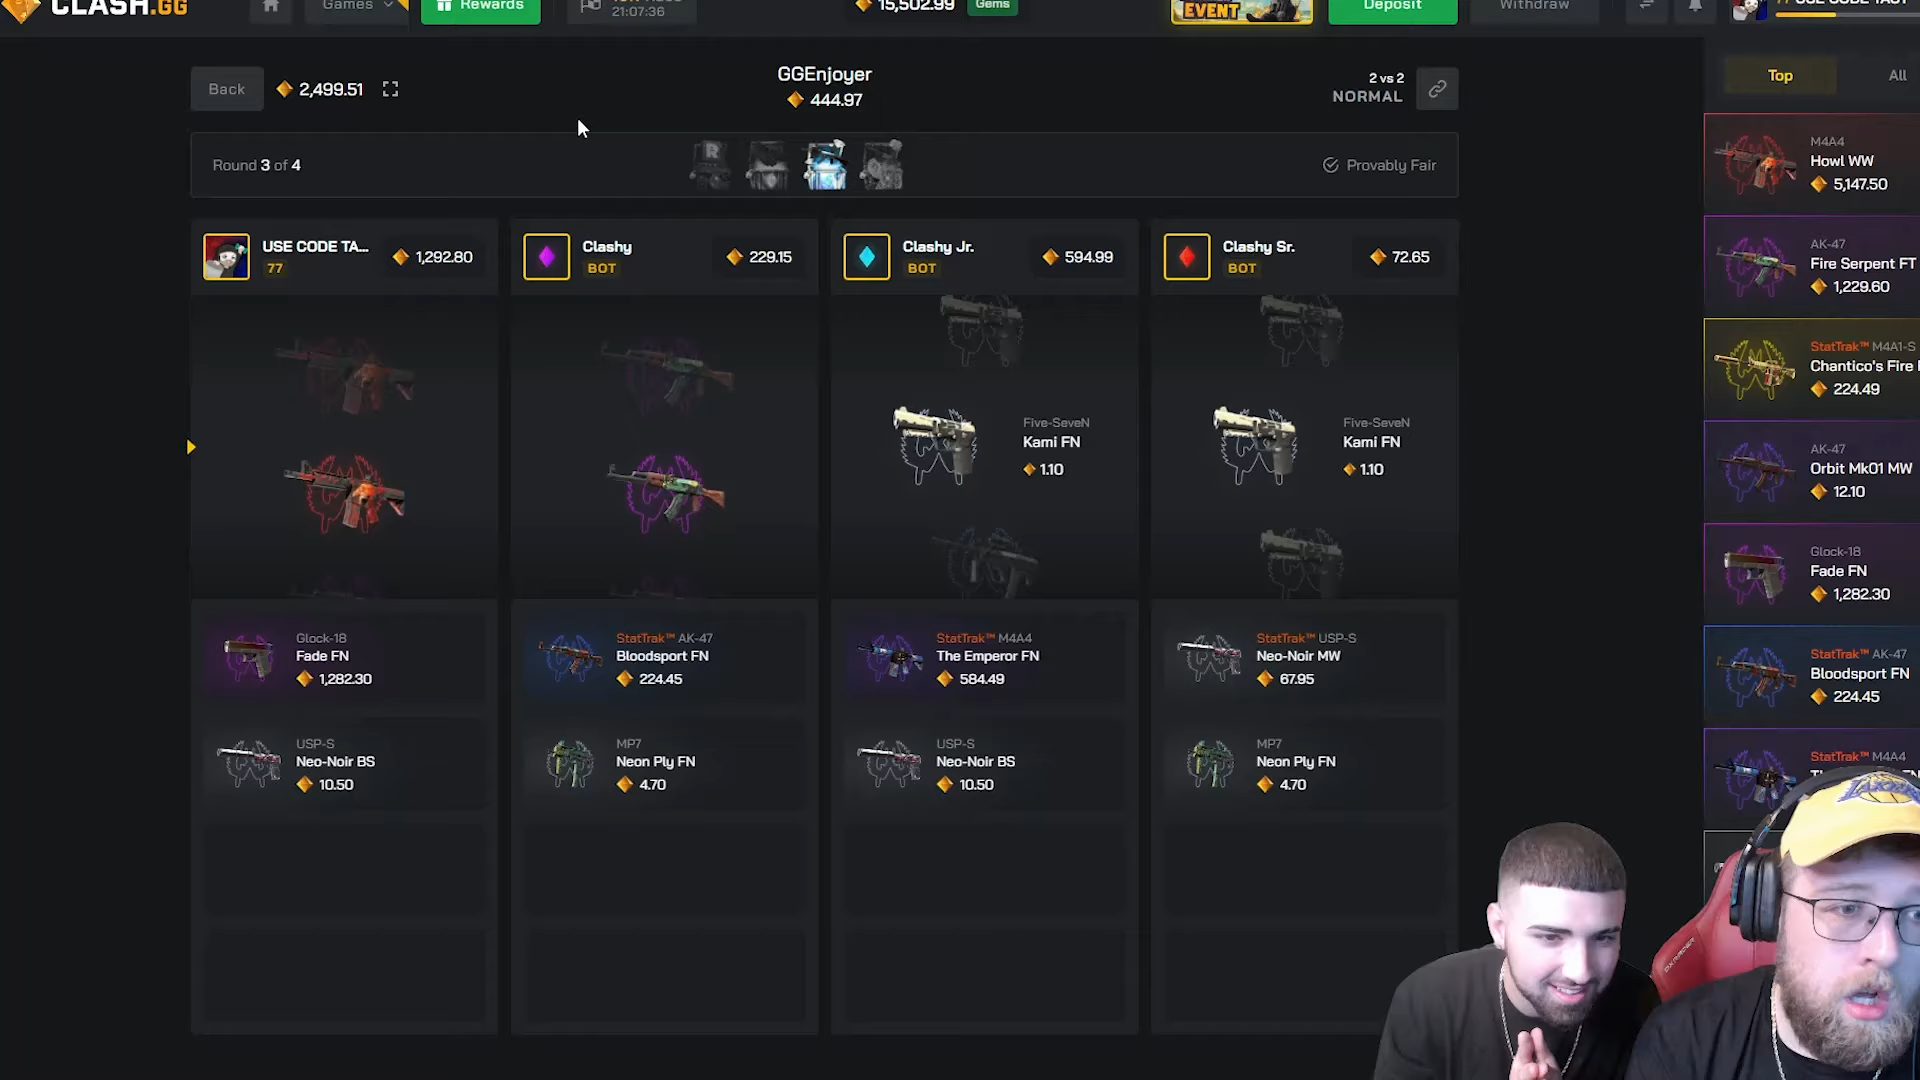 CLASH.GG
Games
Rewards
21:07:36
15,502.99
Gems
EVENT
Deposit
Withdraw
77 USE CODE TACT
Back
2,499.51
GGEnjoyer
444.97
2 vs 2
NORMAL
Round 3 of 4
Provably Fair
Top
All
USE CODE TA...
77
1,292.80
Clashy
BOT
229.15
Clashy Jr.
BOT
594.99
Clashy Sr.
BOT
72.65
Five-SeveN
Kami FN
1.10
Five-SeveN
Kami FN
1.10
Glock-18
Fade FN
1,282.30
StatTrak™ AK-47
Bloodsport FN
224.45
StatTrak™ M4A4
The Emperor FN
584.49
StatTrak™ USP-S
Neo-Noir MW
67.95
USP-S
Neo-Noir BS
10.50
MP7
Neon Ply FN
4.70
USP-S
Neo-Noir BS
10.50
MP7
Neon Ply FN
4.70
M4A4
Howl WW
5,147.50
AK-47
Fire Serpent FT
1,229.60
StatTrak™ M4A1-S
Chantico's Fire
224.49
AK-47
Orbit Mk01 MW
12.10
Glock-18
Fade FN
1,282.30
StatTrak™ AK-47
Bloodsport FN
224.45
StatTrak™ M4A4
LAKERS
DXRACER